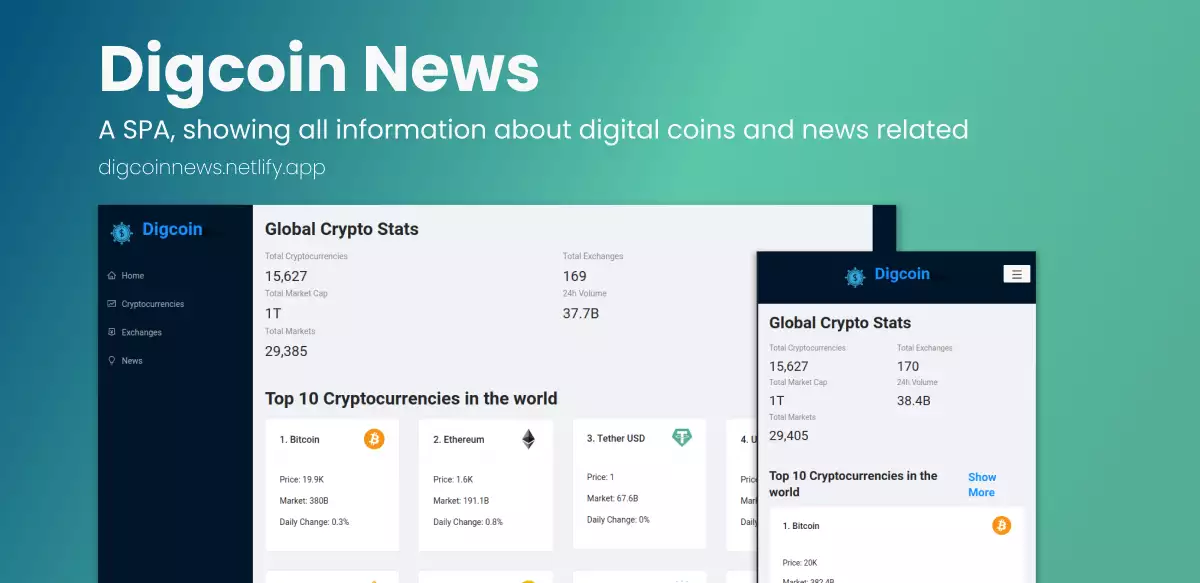 Digcoin News
A SPA, showing all information about digital coins and news related
digcoinnews.netlify.app
Digcoin
Home
Cryptocurrencies
Exchanges
News
Global Crypto Stats
Total Cryptocurrencies
15,627
Total Exchanges
169
Total Market Cap
1T
24h Volume
37.7B
Total Markets
29,385
Top 10 Cryptocurrencies in the world
1. Bitcoin
Price: 19.9K
Market: 380B
Daily Change: 0.3%
2. Ethereum
Price: 1.6K
Market: 191.1B
Daily Change: 0.8%
3. Tether USD
Price: 1
Market: 67.6B
Daily Change: 0%
4. U
Digcoin
Global Crypto Stats
Total Cryptocurrencies
15,627
Total Exchanges
170
Total Market Cap
1T
24h Volume
38.4B
Total Markets
29,405
Top 10 Cryptocurrencies in the
world
Show
More
1. Bitcoin
Price: 20K
Market: 382.4B